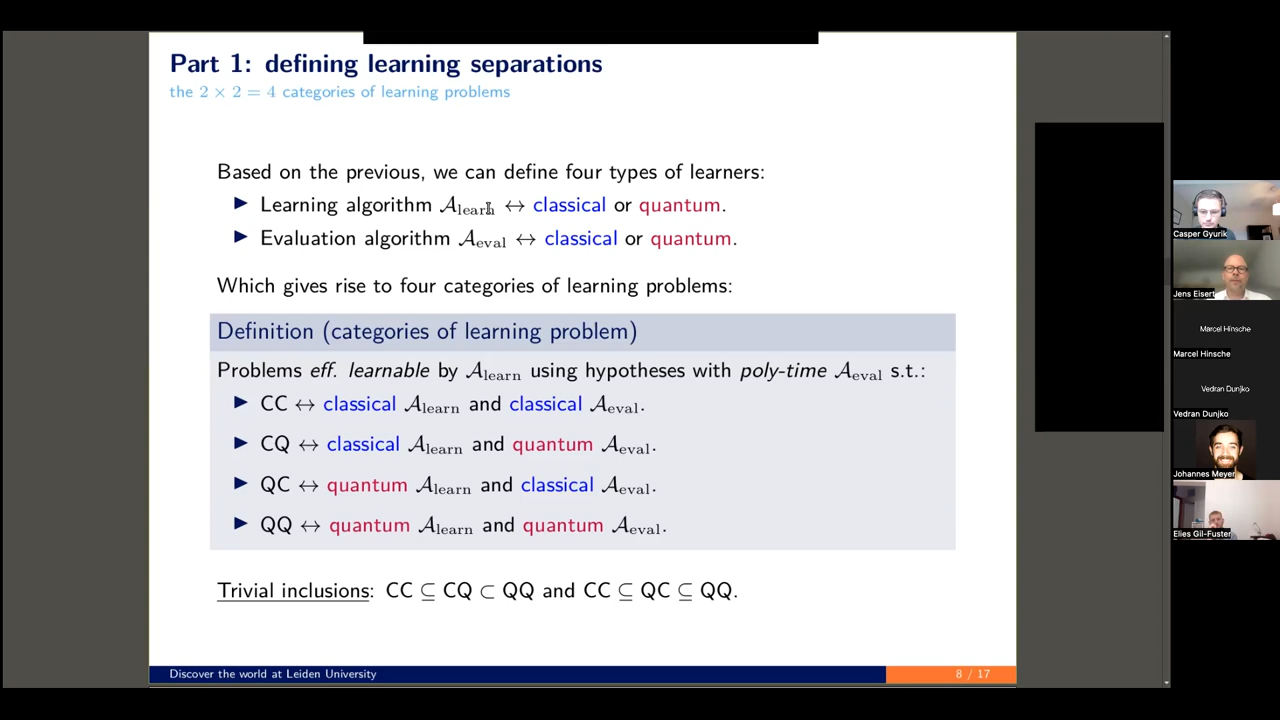 Part 1: defining learning separations
the 2 × 2 = 4 categories of learning problems
Based on the previous, we can define four types of learners:
▶ Learning algorithm 𝒜learn ↔ classical or quantum.
▶ Evaluation algorithm 𝒜eval ↔ classical or quantum.
Which gives rise to four categories of learning problems:
Definition (categories of learning problem)
Problems eff. learnable by 𝒜learn using hypotheses with poly-time 𝒜eval s.t.:
▶ CC ↔ classical 𝒜learn and classical 𝒜eval.
▶ CQ ↔ classical 𝒜learn and quantum 𝒜eval.
▶ QC ↔ quantum 𝒜learn and classical 𝒜eval.
▶ QQ ↔ quantum 𝒜learn and quantum 𝒜eval.
Trivial inclusions: CC ⊆ CQ ⊂ QQ and CC ⊆ QC ⊆ QQ.
Discover the world at Leiden University
8 / 17
Casper Gyurik
Jens Eisert
Marcel Hinsche
Marcel Hinsche
Vedran Dunjko
Vedran Dunjko
Johannes Meyer
Elies Gil-Fuster